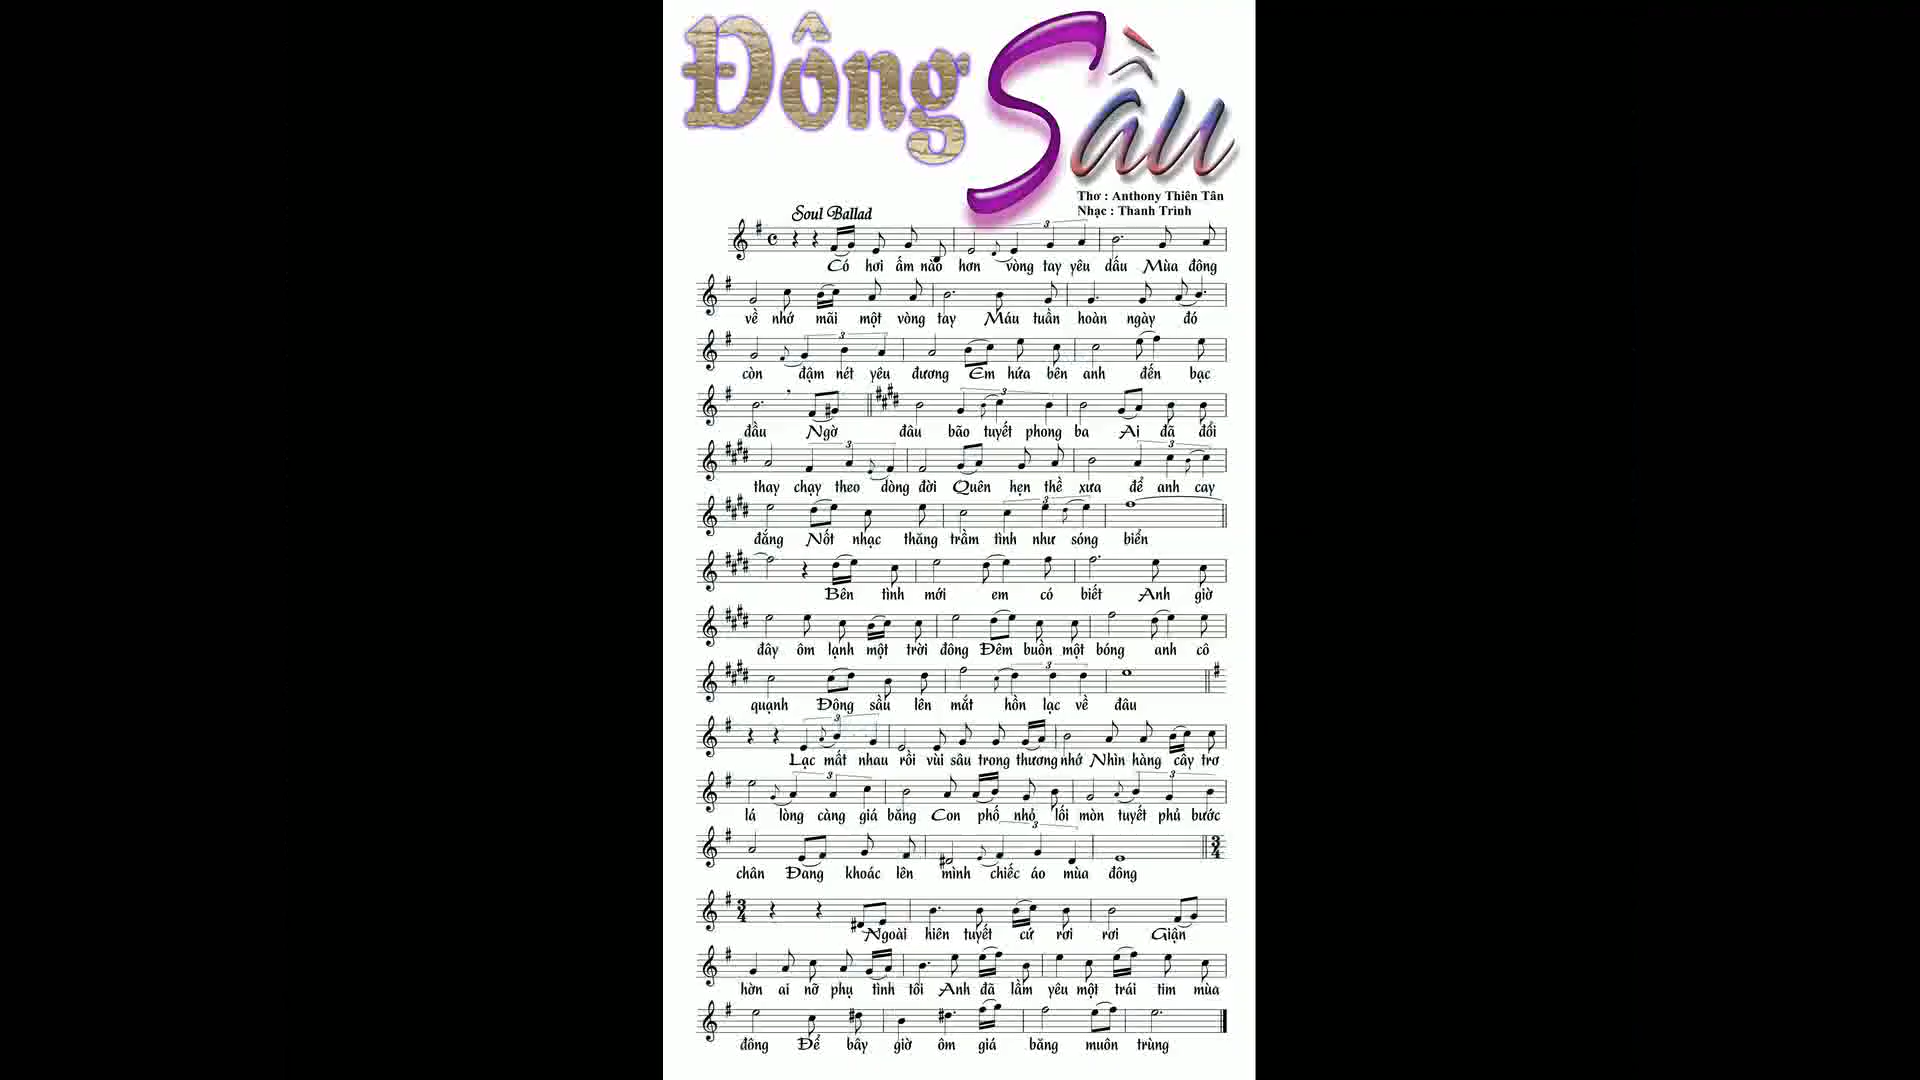 Đông Sầu
Thơ : Anthony Thiên Tân
Nhạc : Thanh Trình
Soul Ballad
Có hơi ấm nào hơn vòng tay yêu dấu Mùa đông
về nhớ mãi một vòng tay Máu tuần hoàn ngày đó
còn đậm nét yêu đương Em hứa bên anh đến bạc
đầu Ngờ đâu bão tuyết phong ba Ai đã đổi
thay chạy theo dòng đời Quên hẹn thề xưa để anh cay
đắng Nốt nhạc thăng trầm tình như sóng biển
Bên tình mới em có biết Anh giờ
đây ôm lạnh một trời đông Đêm buồn một bóng anh cô
quạnh Đông sầu lên mắt hồn lạc về đâu
Lạc mất nhau rồi vùi sâu trong thương nhớ Nhìn hàng cây trơ
lá lòng càng giá băng Con phố nhỏ lối mòn tuyết phủ bước
chân Đang khoác lên mình chiếc áo mùa đông
Ngoài hiên tuyết cứ rơi rơi Giận
hờn ai nỡ phụ tình tôi Anh đã lầm yêu một trái tim mùa
đông Để bây giờ ôm giá băng muôn trùng